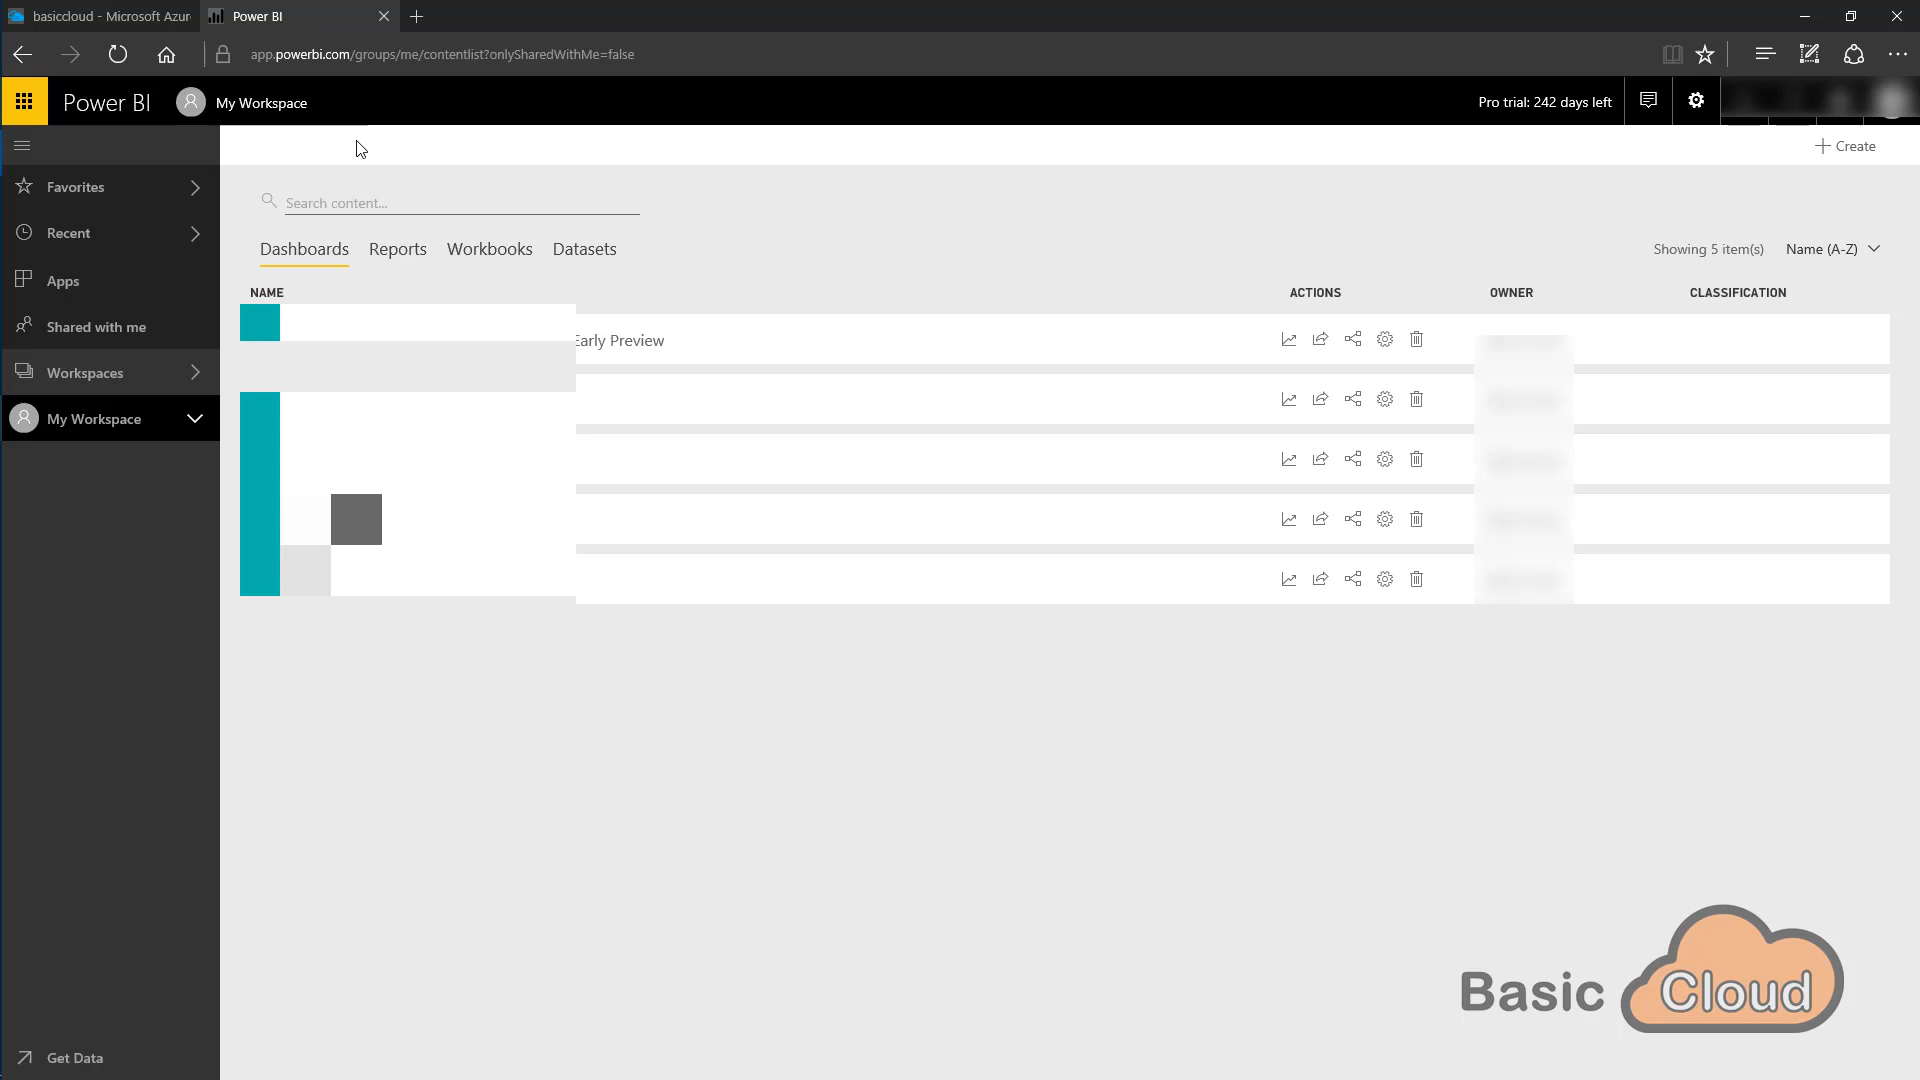 basiccloud - Microsoft Azur
Power BI
app.powerbi.com/groups/me/contentlist?onlySharedWithMe=false
Power BI
My Workspace
Pro trial: 242 days left
Create
Favorites
Recent
Apps
Shared with me
Workspaces
My Workspace
Get Data
Search content...
Dashboards Reports Workbooks Datasets
Showing 5 item(s) Name (A-Z)
NAME ACTIONS OWNER CLASSIFICATION
Early Preview
Basic Cloud